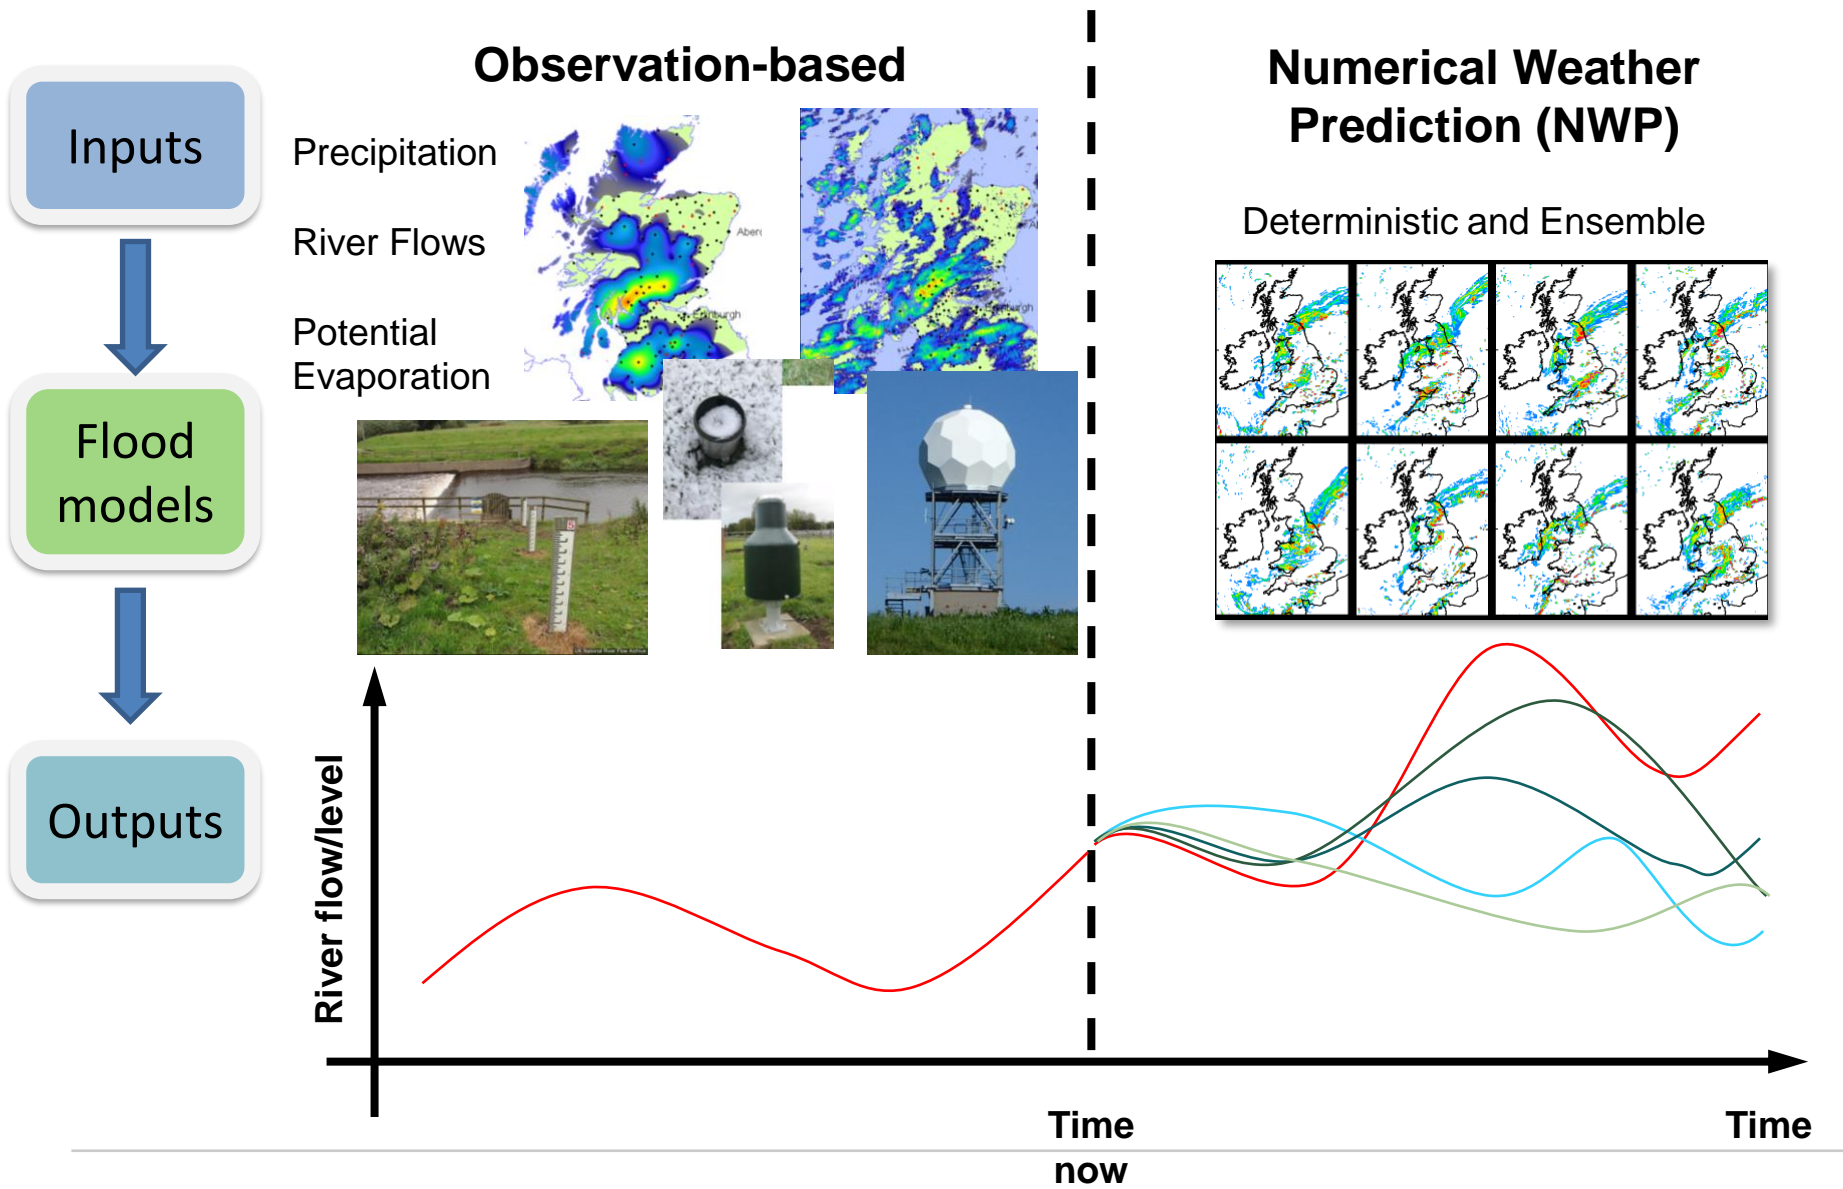 Observation-based
Numerical Weather
Prediction (NWP)
Inputs
Precipitation
River Flows
Potential
Evaporation
Deterministic and Ensemble
Edinburgh
Flood
models
Outputs
River flow/level
Time
now
Time